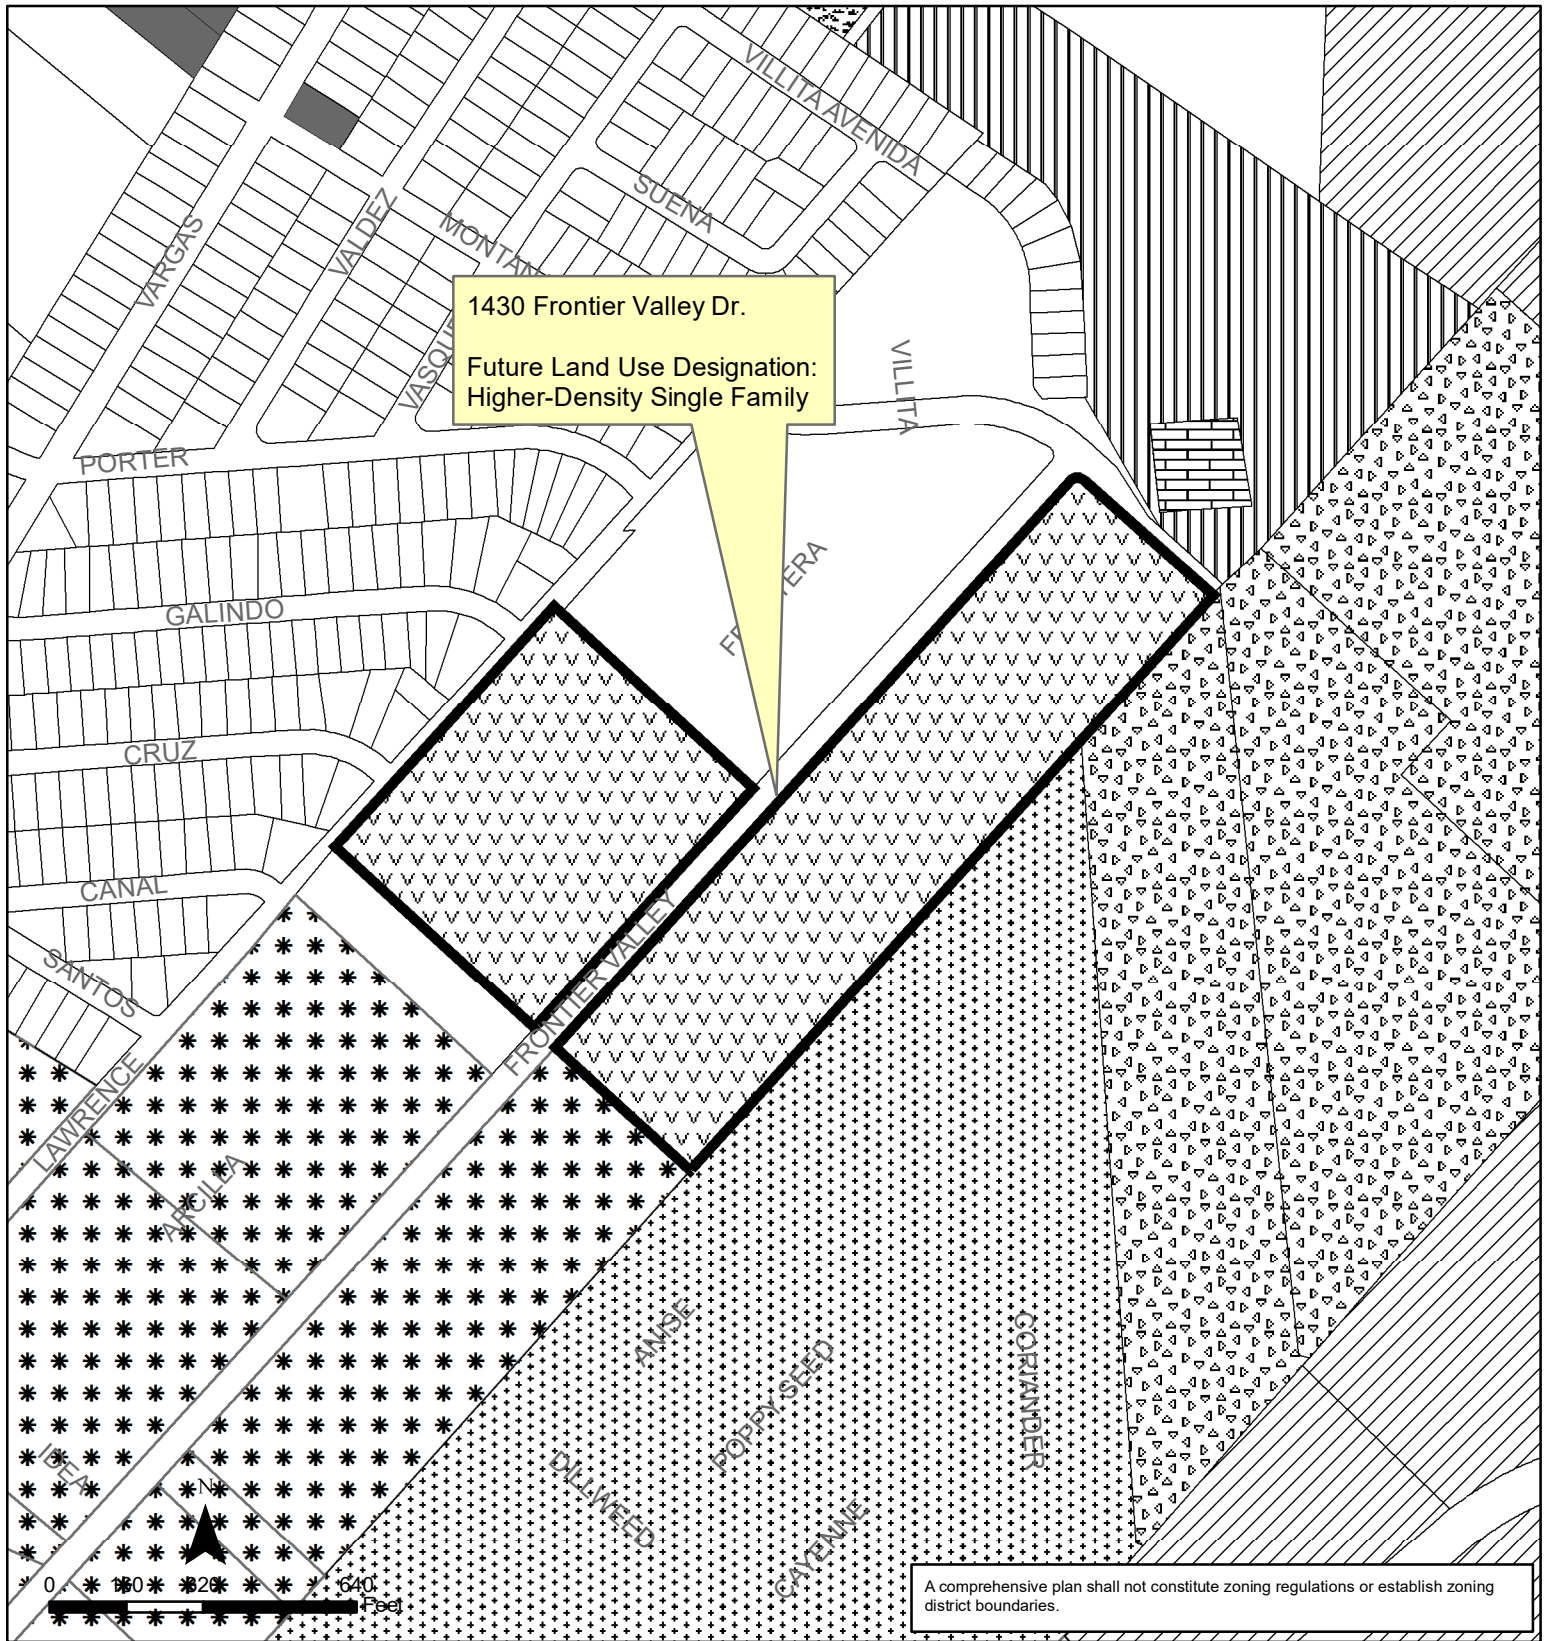 VILLITA AVENIDA
SUENA
VARGAS
VALDEZ
1430 Frontier Valley Dr.
Future Land Use Designation:
Higher-Density Single Family
VILLITA
PORTER
GALINDO
CRUZ
CANAL
SANTOS
FRONTIER VALLEY
LAWRENCE
ARCILLA
ANISE
POPPY SEED
CORIANDER
IDEA
DILLWEED
CAYENNE
N
0 160 320 640
Feet
A comprehensive plan shall not constitute zoning regulations or establish zoning
district boundaries.